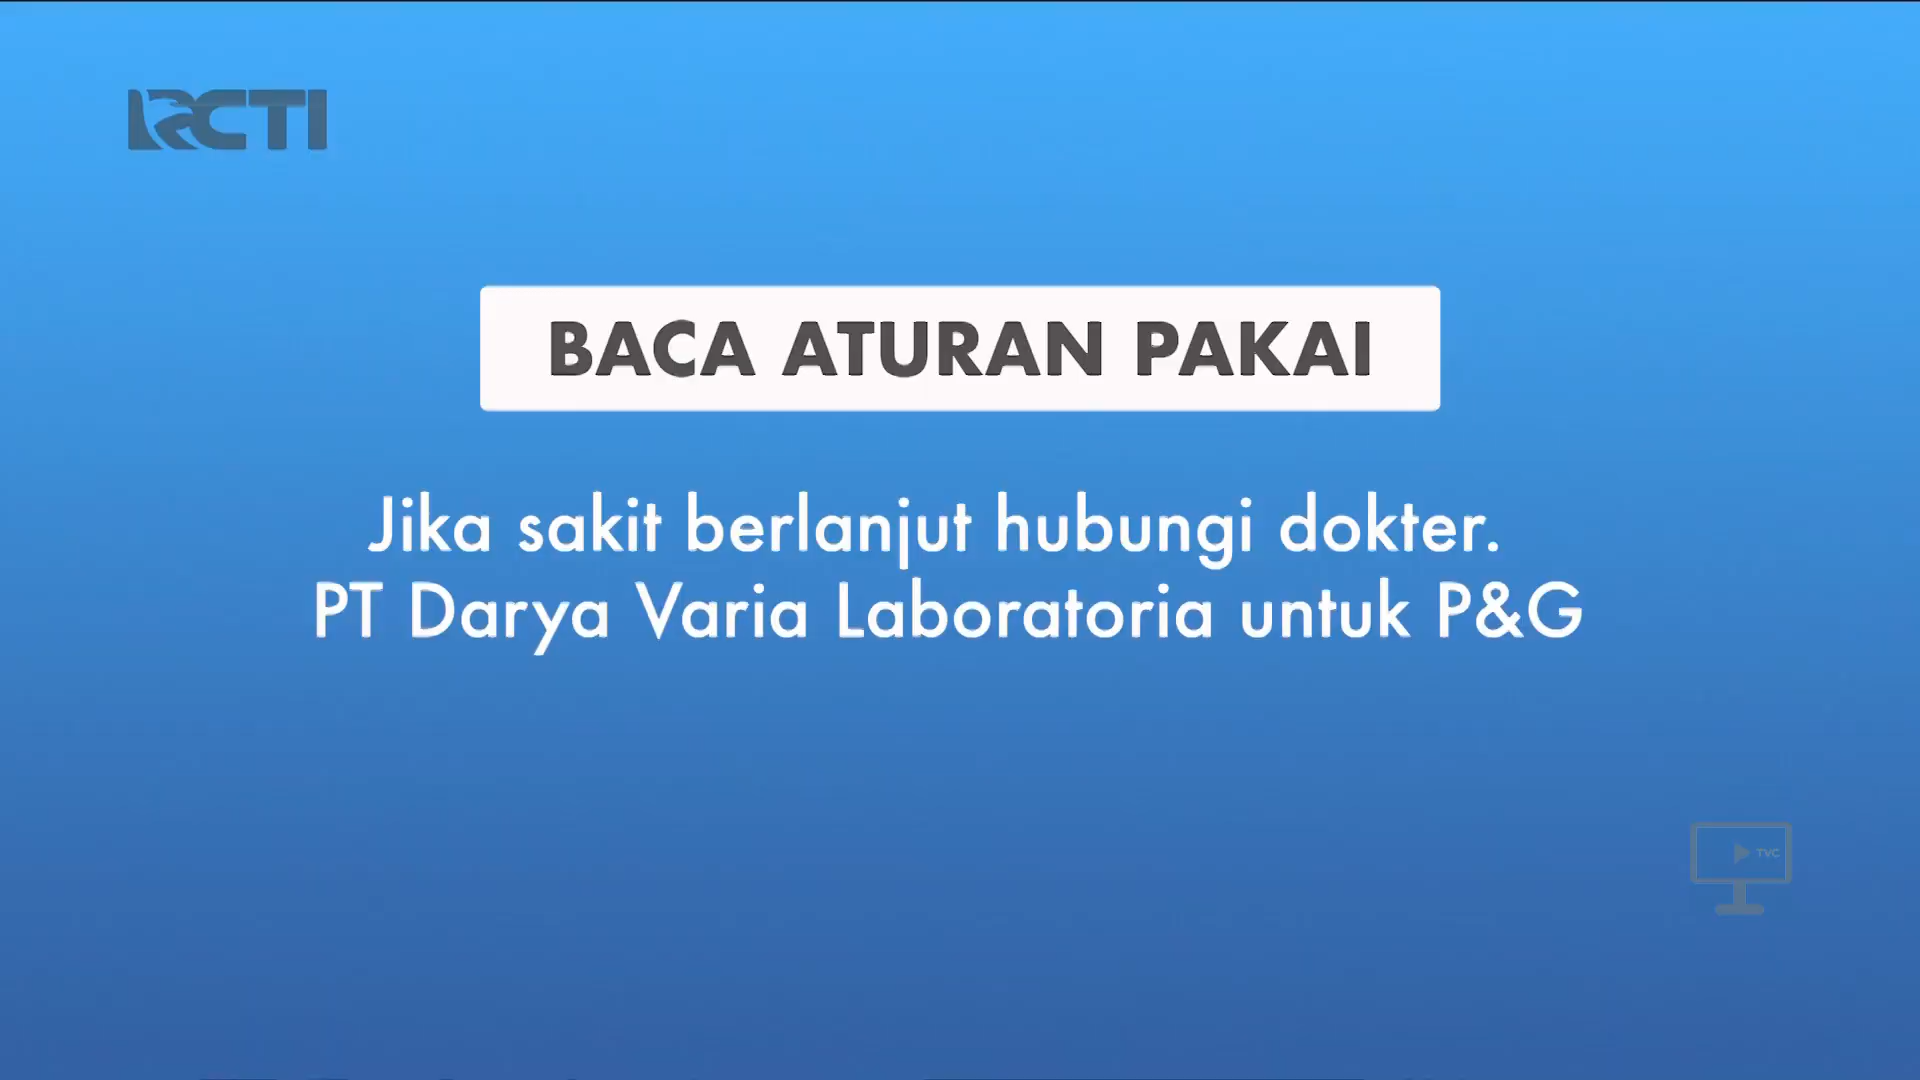 RCTI
BACA ATURAN PAKAI
Jika sakit berlanjut hubungi dokter.
PT Darya Varia Laboratoria untuk P&G
TVC